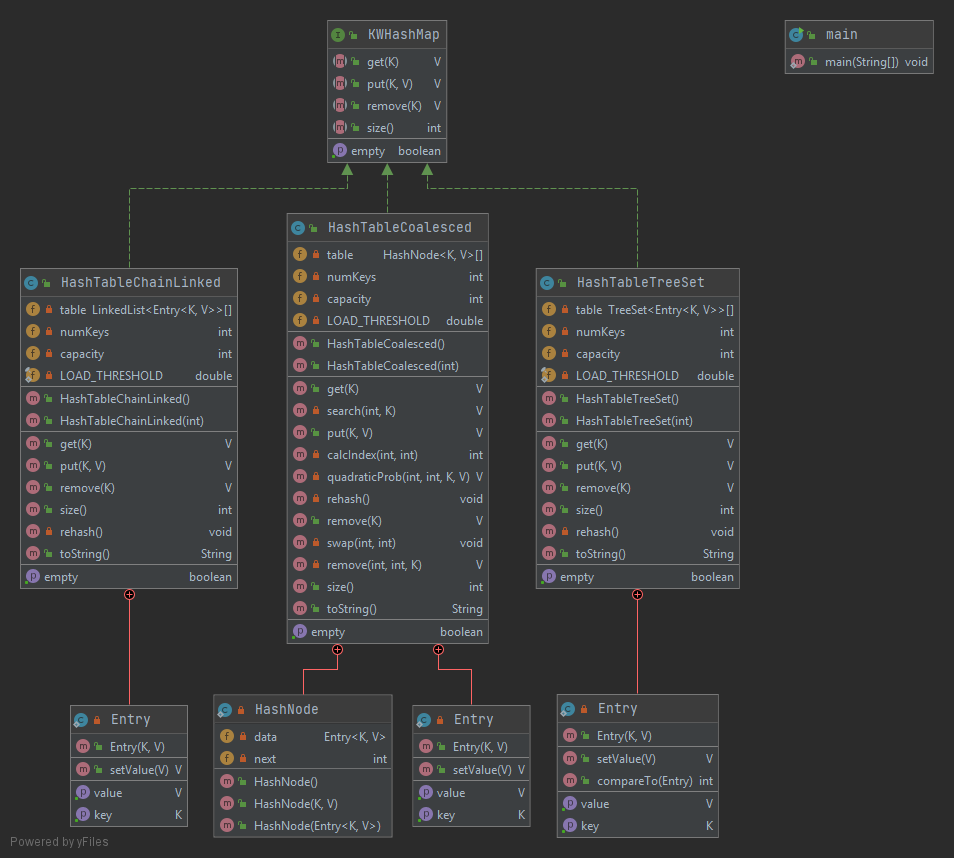 KWHashMap
get(K) V
put(K, V) V
remove(K) V
size() int
empty boolean
main
main(String[]) void
HashTableChainLinked
table LinkedList<Entry<K, V>>[]
numKeys int
capacity int
LOAD_THRESHOLD double
HashTableChainLinked()
HashTableChainLinked(int)
get(K) V
put(K, V) V
remove(K) V
size() int
rehash() void
toString() String
empty boolean
HashTableCoalesced
table HashNode<K, V>[]
numKeys int
capacity int
LOAD_THRESHOLD double
HashTableCoalesced()
HashTableCoalesced(int)
get(K) V
search(int, K) V
put(K, V) V
calcIndex(int, int) int
quadraticProb(int, int, K, V) V
rehash() void
remove(K) V
swap(int, int) void
remove(int, int, K) V
size() int
toString() String
empty boolean
HashTableTreeSet
table TreeSet<Entry<K, V>>[]
numKeys int
capacity int
LOAD_THRESHOLD double
HashTableTreeSet()
HashTableTreeSet(int)
get(K) V
put(K, V) V
remove(K) V
size() int
rehash() void
toString() String
empty boolean
Entry
Entry(K, V)
setValue(V) V
value V
key K
HashNode
data Entry<K, V>
next int
HashNode()
HashNode(K, V)
HashNode(Entry<K, V>)
Entry
Entry(K, V)
setValue(V) V
value V
key K
Entry
Entry(K, V)
setValue(V) V
compareTo(Entry) int
value V
key K
Powered by yFiles